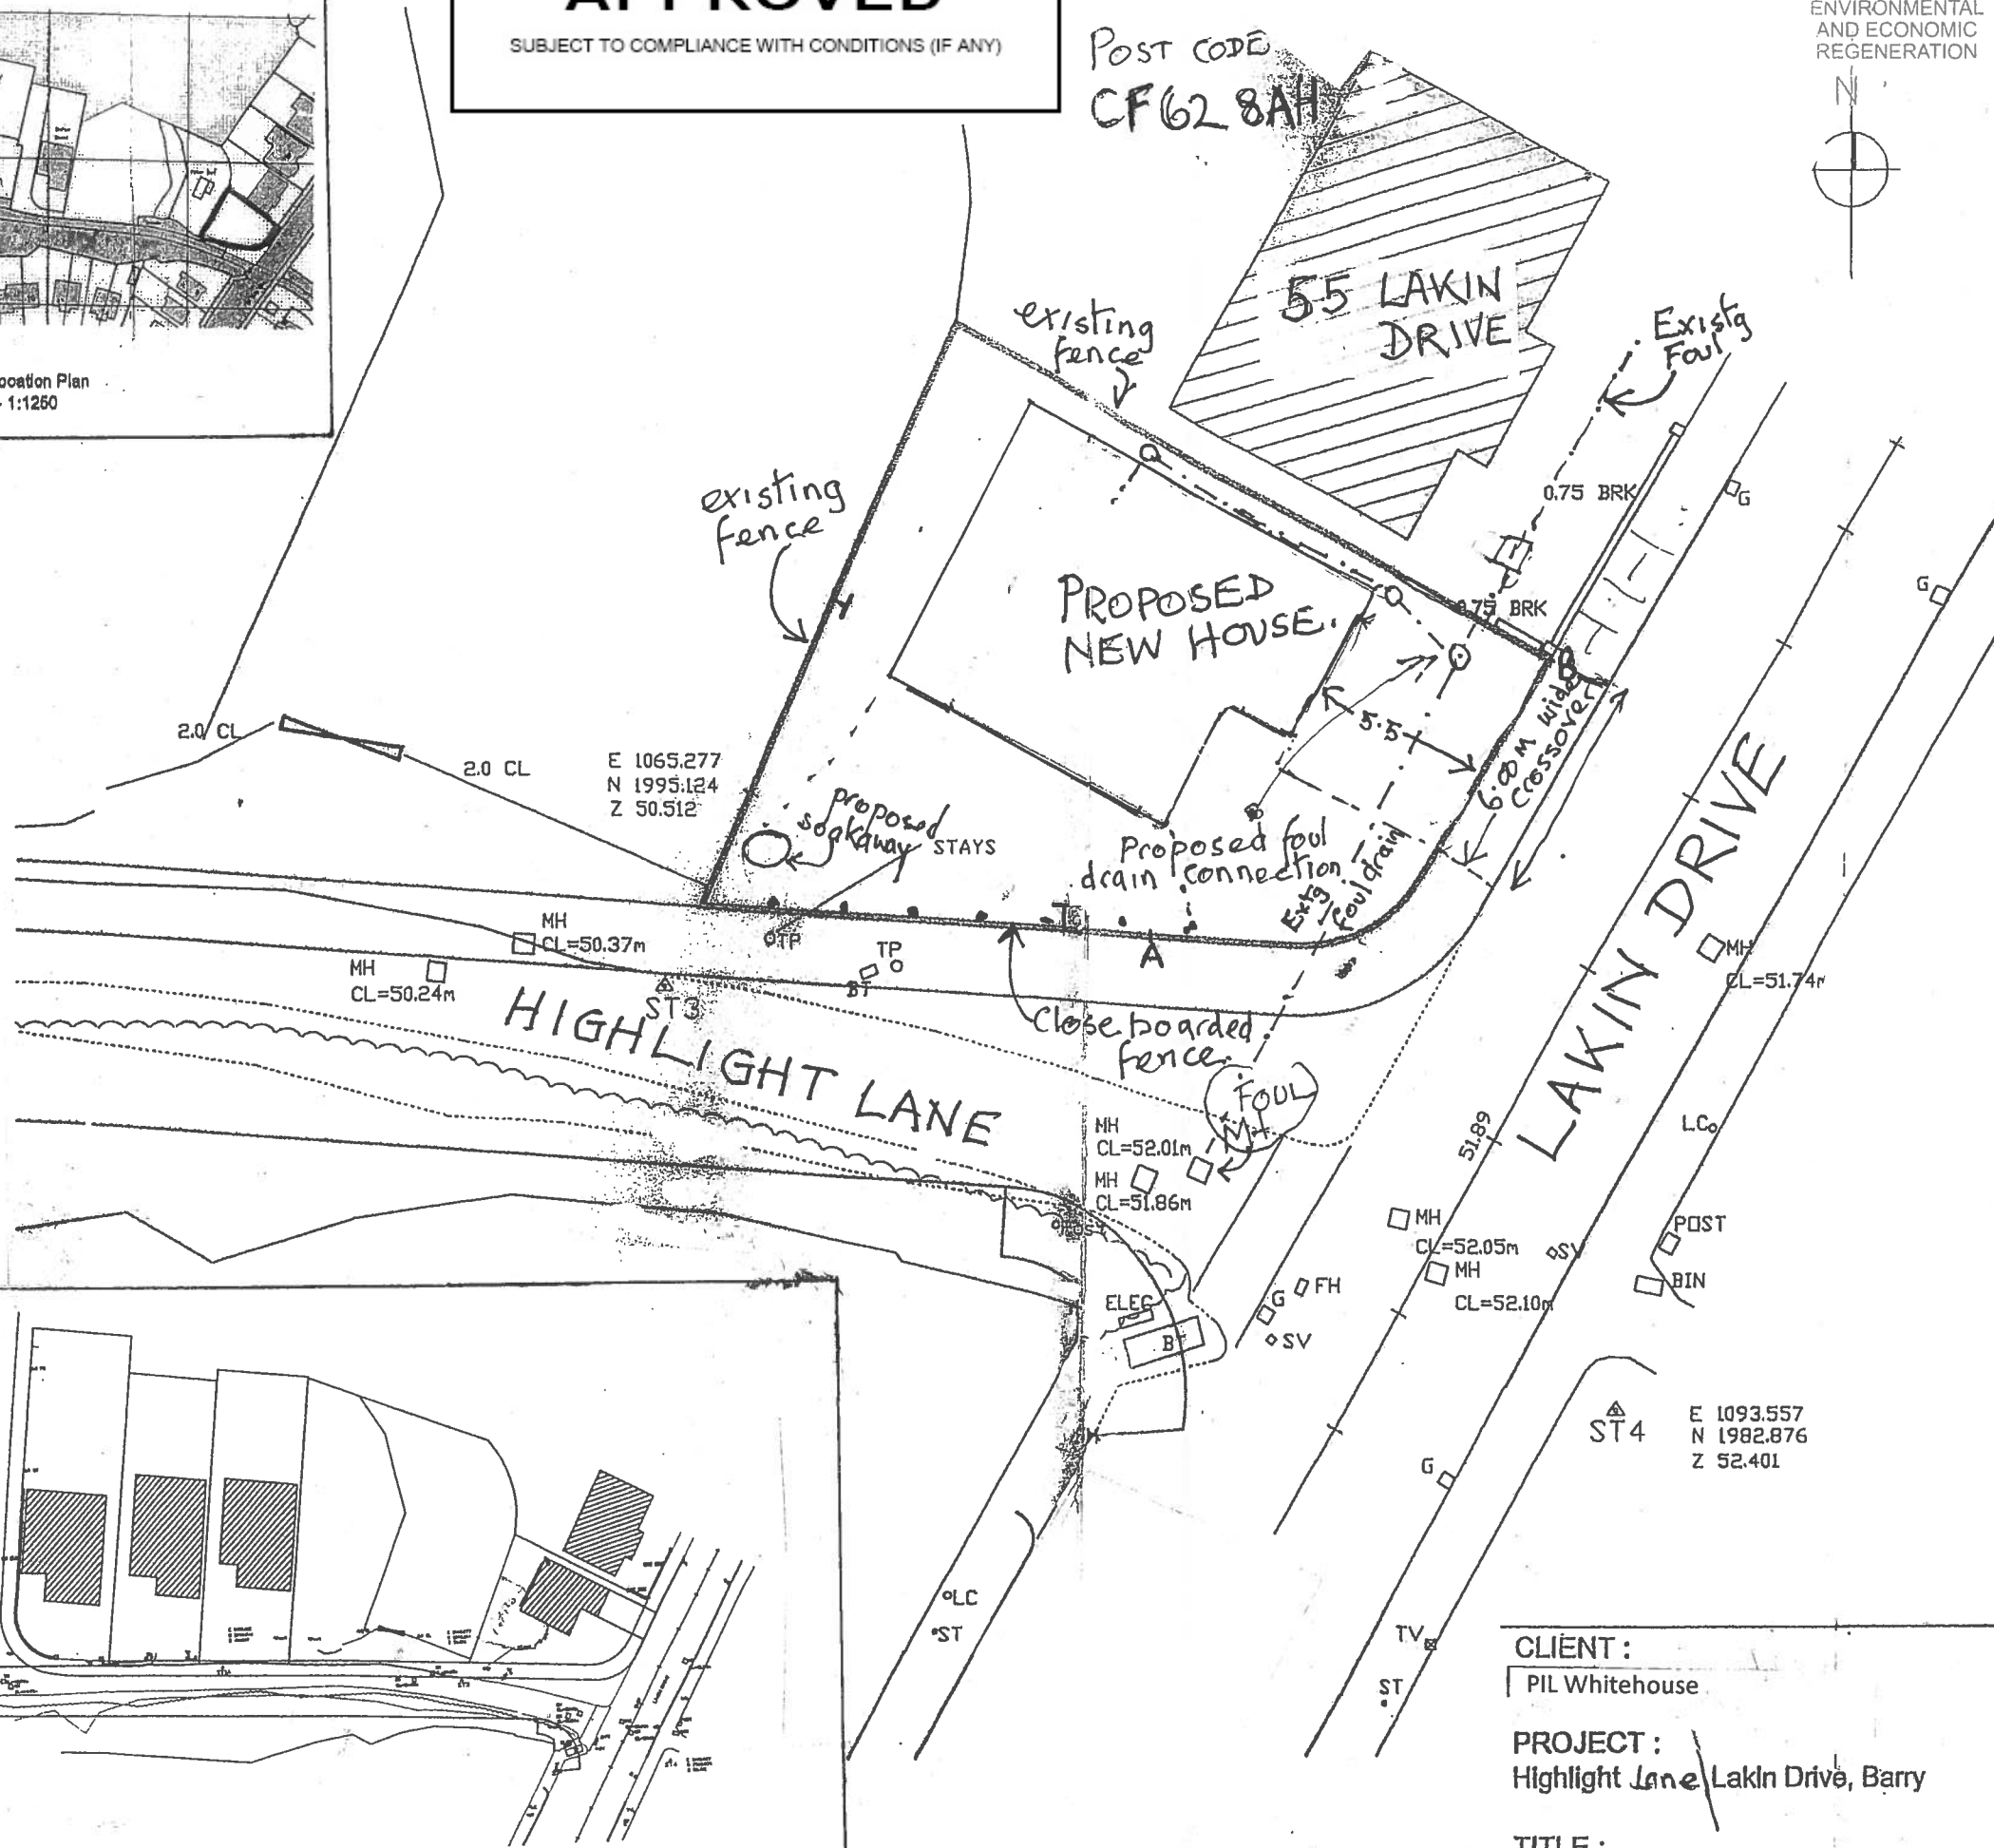 APPROVED
SUBJECT TO COMPLIANCE WITH CONDITIONS (IF ANY)
ENVIRONMENTAL
AND ECONOMIC
REGENERATION
POST CODE
CF62 8AH
N
Plan
1:1250
55 LAKIN
DRIVE
existing
fence
Existg
Foul
existing
fence
0.75 BRK
G
G
PROPOSED
NEW HOUSE.
0.75 BRK
B
6.00 M wide
crossover
5.5
2.0 CL
2.0 CL
E 1065.277
N 1995.124
Z 50.512
proposed
soakaway
STAYS
Proposed foul
drain connection
Extg
foul drain
LAKIN DRIVE
MH
CL=50.37m
MH
CL=50.24m
TP
TP
BT
A
ST3
MH
CL=51.74m
HIGHLIGHT LANE
Close boarded
fence
FOUL
MH
MH
CL=52.01m
MH
CL=51.86m
51.89
LC
MH
CL=52.05m
SV
MH
CL=52.10m
POST
BIN
ELEC
BT
G
FH
SV
ST4
E 1093.557
N 1982.876
Z 52.401
G
LC
ST
TV
ST
CLIENT :
PIL Whitehouse
PROJECT :
Highlight Lane/Lakin Drive, Barry
TITLE :